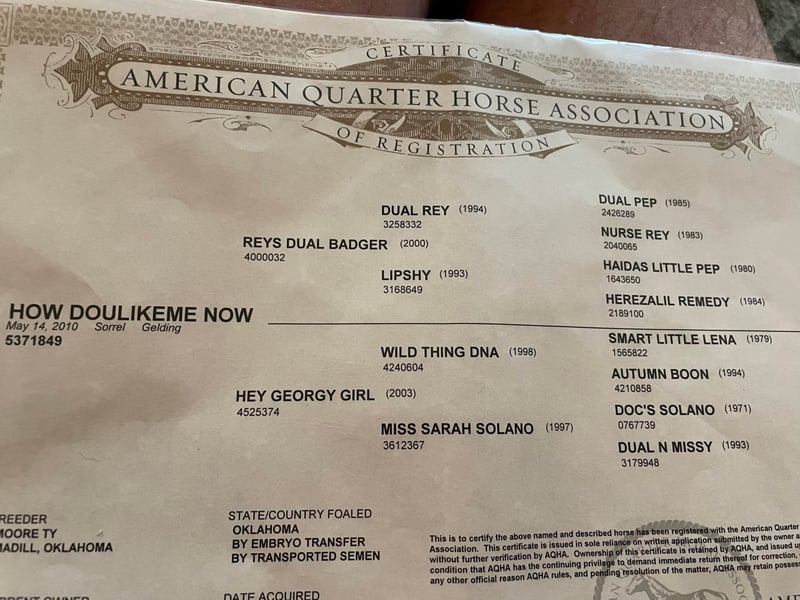 CERTIFICATE
AMERICAN QUARTER HORSE ASSOCIATION
OF REGISTRATION
DUAL PEP (1985)
2426289
DUAL REY (1994)
3258332
NURSE REY (1983)
2040065
REYS DUAL BADGER (2000)
4000032
HAIDAS LITTLE PEP (1980)
1643650
LIPSHY (1993)
3168649
HEREZALIL REMEDY (1984)
2189100
HOW DOULIKEME NOW
May 14, 2010 Sorrel Gelding
5371849
SMART LITTLE LENA (1979)
1565822
WILD THING DNA (1998)
4240604
AUTUMN BOON (1994)
4210858
HEY GEORGY GIRL (2003)
4525374
DOC'S SOLANO (1971)
0767739
MISS SARAH SOLANO (1997)
3612367
DUAL N MISSY (1993)
3179948
REEDER
MOORE TY
MADILL, OKLAHOMA
STATE/COUNTRY FOALED
OKLAHOMA
BY EMBRYO TRANSFER
BY TRANSPORTED SEMEN
This is to certify the above named and described horse has been registered with the American Quarter
Association. This certificate is issued in sole reliance on written application submitted by the owner a
without further verification by AQHA. Ownership of this certificate is retained by AQHA, and issued u
condition that AQHA has the continuing privilege to demand immediate return thereof for correction,
any other official reason AQHA rules, and pending resolution of the matter, AQHA may retain possess
OWNER
DATE ACQUIRED